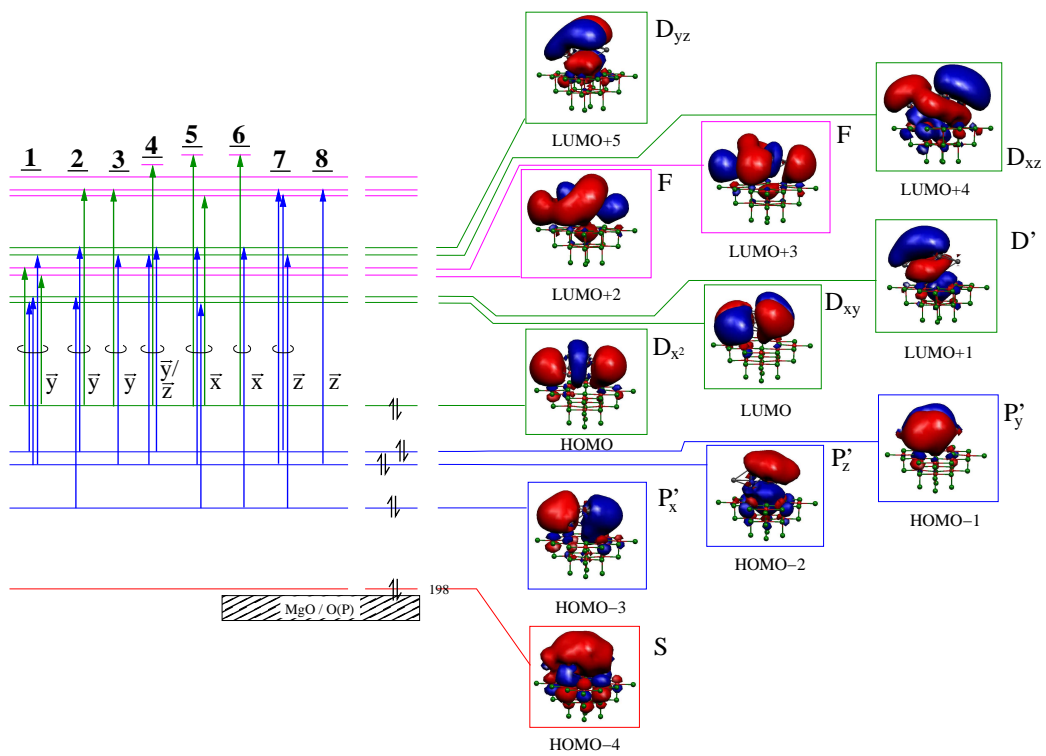 D_yz
LUMO+5
D_xz
LUMO+4
F
LUMO+3
F
LUMO+2
D'
LUMO+1
D_xy
LUMO
D_x²
HOMO
P'_y
HOMO−1
P'_z
HOMO−2
P'_x
HOMO−3
S
HOMO−4
1 2 3 4 5 6 7 8
y⃗ y⃗ y⃗ y⃗/z⃗ x⃗ x⃗ z⃗ z⃗
198
MgO / O(P)